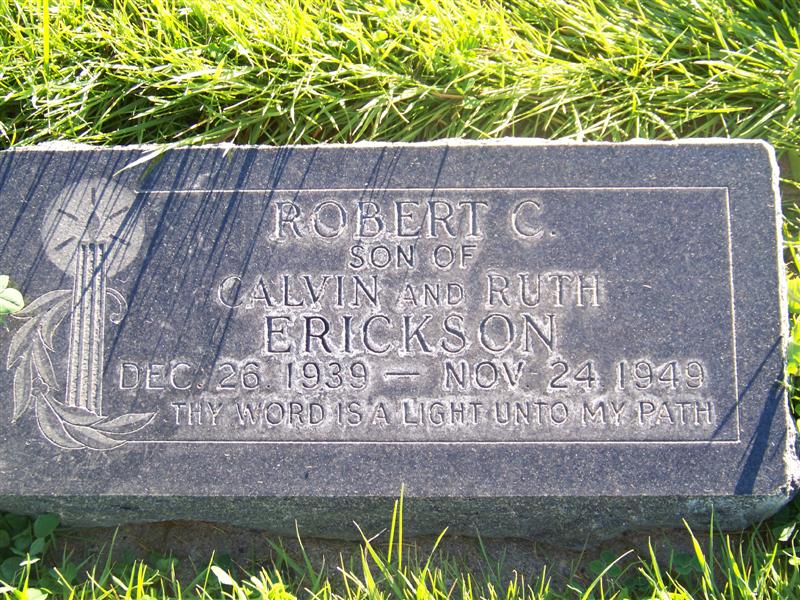 ROBERT C.
SON OF
CALVIN AND RUTH
ERICKSON
DEC. 26. 1939 — NOV. 24. 1949
THY WORD IS A LIGHT UNTO MY PATH